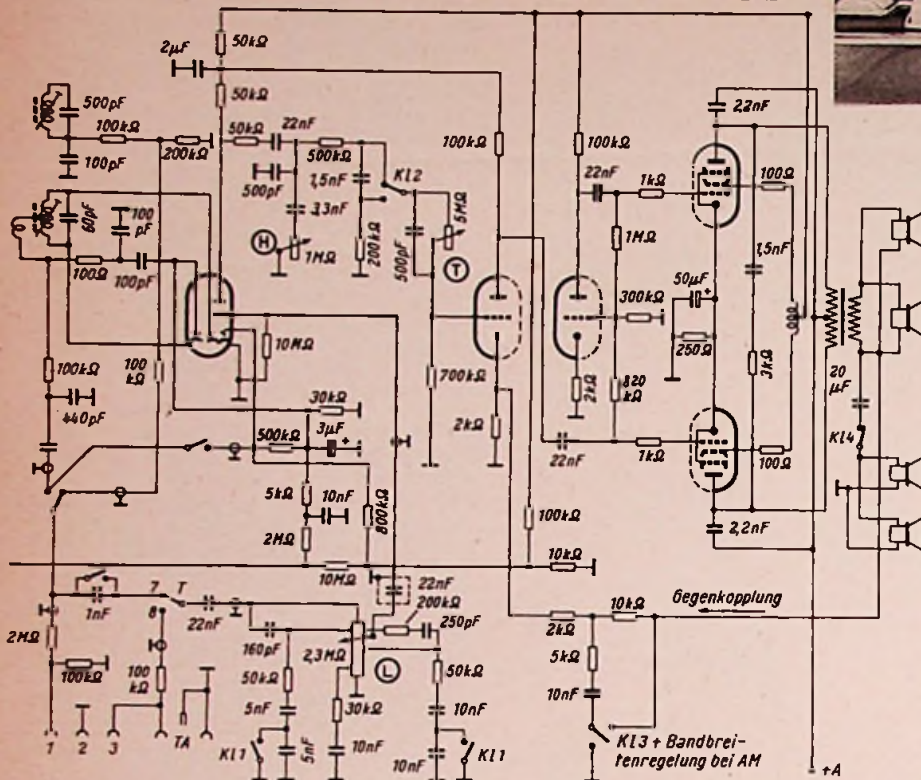 50kΩ
2µF
50kΩ
500pF
100kΩ
100pF
200kΩ
50kΩ
22nF
500kΩ
500pF
1,5nF
Kl2
3,3nF
H
1MΩ
200kΩ
500pF
5MΩ
T
100kΩ
100kΩ
22nF
1kΩ
2,2nF
100Ω
1MΩ
50µF
+
1,5nF
60pF
100
pF
100Ω
100pF
10MΩ
300kΩ
250Ω
3kΩ
20
µF
100kΩ
100
kΩ
700kΩ
2kΩ
2kΩ
820
kΩ
440pF
30kΩ
3µF
+
500kΩ
22nF
1kΩ
100Ω
Kl4
5kΩ
10nF
800kΩ
2MΩ
100kΩ
2,2nF
10MΩ
10kΩ
22nF
200kΩ
250pF
1nF
7
T
8
22nF
2MΩ
100kΩ
100
kΩ
160pF
2,3MΩ
L
50kΩ
50kΩ
5nF
30kΩ
10nF
2kΩ
10kΩ
Gegenkopplung
5kΩ
10nF
1
2
3
TA
Kl1
5nF
10nF
10nF
Kl1
Kl3 + Bandbrei-
tenregelung bei AM
+A